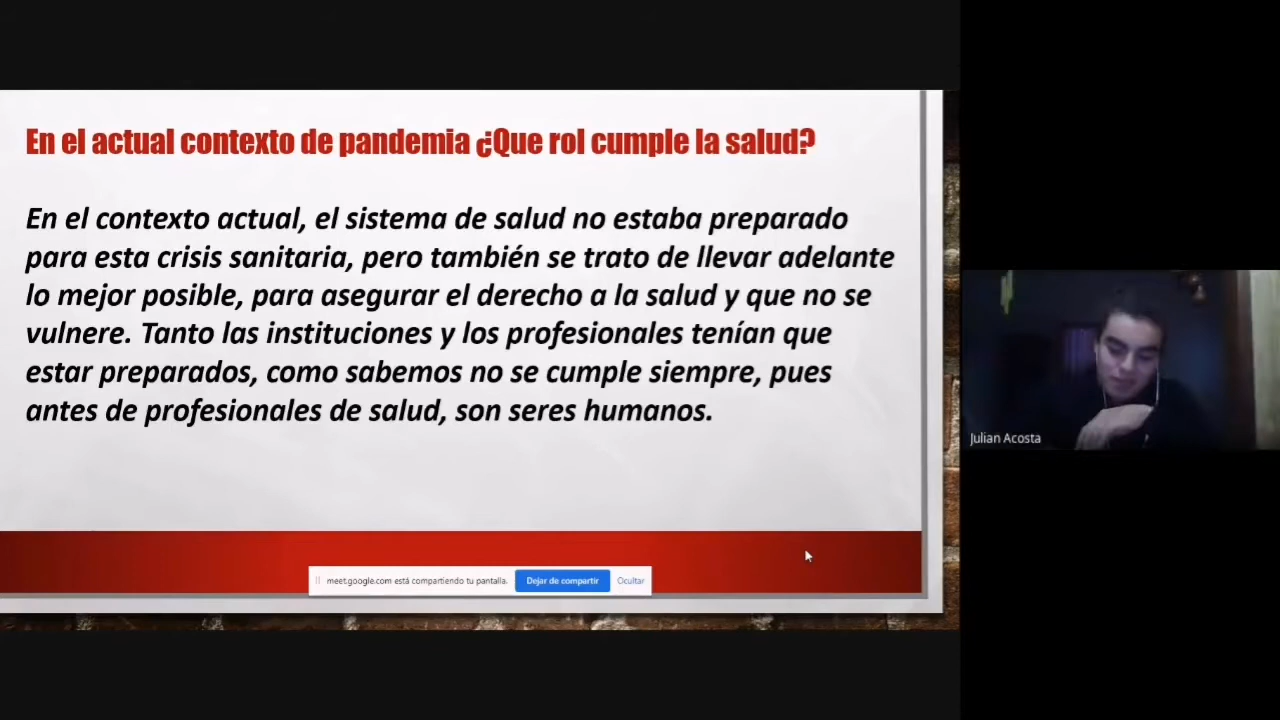 En el actual contexto de pandemia ¿Que rol cumple la salud?
En el contexto actual, el sistema de salud no estaba preparado
para esta crisis sanitaria, pero también se trato de llevar adelante
lo mejor posible, para asegurar el derecho a la salud y que no se
vulnere. Tanto las instituciones y los profesionales tenían que
estar preparados, como sabemos no se cumple siempre, pues
antes de profesionales de salud, son seres humanos.
meet.google.com está compartiendo tu pantalla. Dejar de compartir Ocultar
Julian Acosta